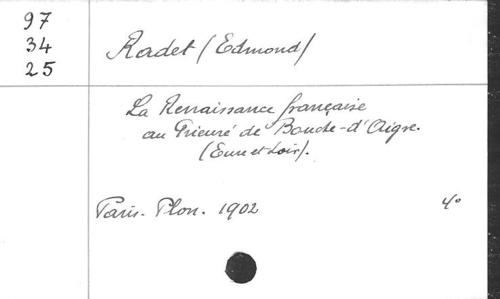 97
34
25
Radet (Edmond)
La Renaissance française
au Prieuré de Bouche-d'Aigre.
(Eure et Loir).
Paris. Plon. 1902
4º